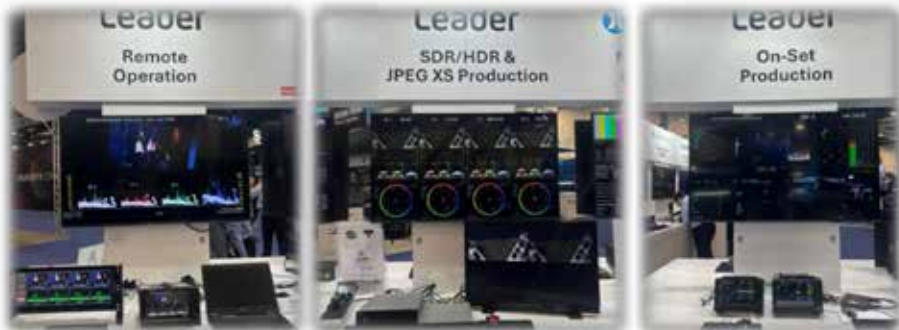 Leader
Remote
Operation
Leader
SDR/HDR &
JPEG XS Production
Leader
On-Set
Production